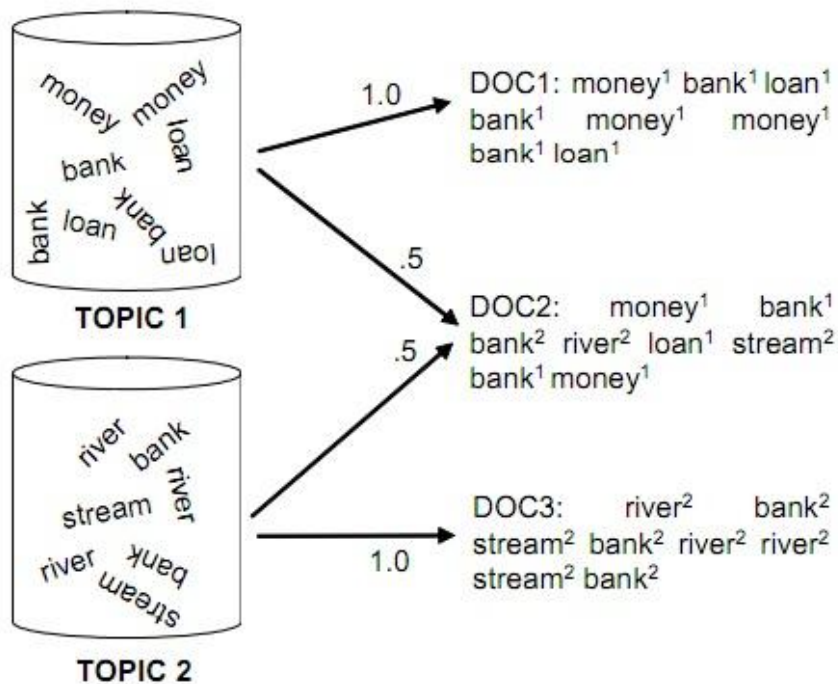 money
money
loan
bank
bank
loan
bank
loan
TOPIC 1
1.0
.5
DOC1: money¹ bank¹ loan¹
bank¹ money¹ money¹
bank¹ loan¹
DOC2: money¹ bank¹
bank² river² loan¹ stream²
bank¹ money¹
.5
river
bank
river
stream
river
bank
stream
TOPIC 2
1.0
DOC3: river² bank²
stream² bank² river² river²
stream² bank²